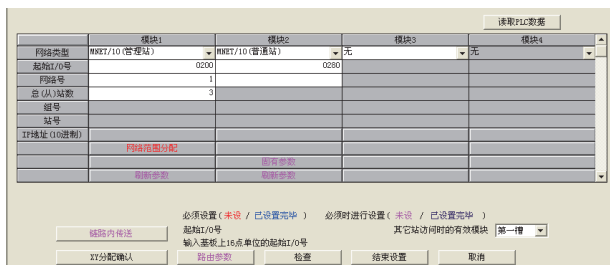 读取PLC数据
模块1 模块2 模块3 模块4
网络类型 MNET/10(管理站) MNET/10(普通站) 无 无
起始I/O号 0200 0280
网络号 1
总(从)站数 3
组号
站号
IP地址(10进制)
网络范围分配
固有参数
刷新参数 刷新参数
必须设置( 未设 / 已设置完毕 ) 必须时进行设置( 未设 / 已设置完毕 )
链路内传送 起始I/O号 其它站访问时的有效模块 第一槽
输入基板上16点单位的起始I/O号
XY分配确认 路由参数 检查 结束设置 取消